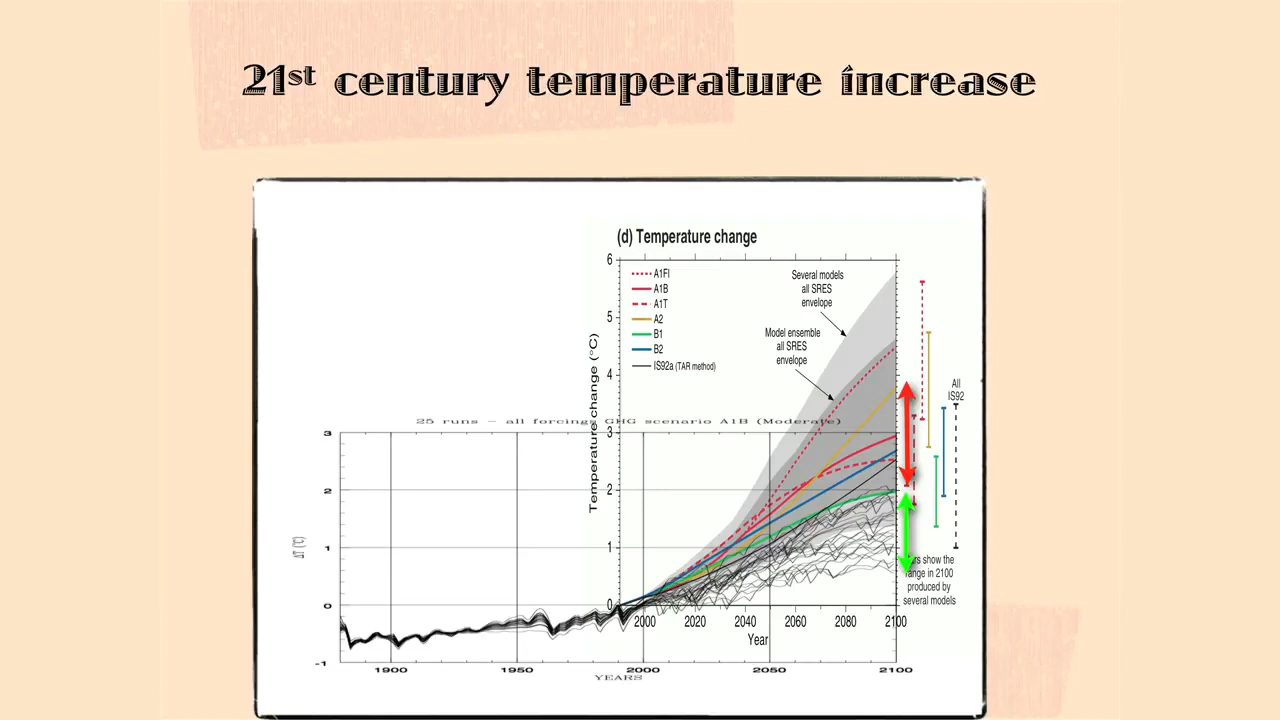 21st century temperature increase
(d) Temperature change
6
5
4
3
2
1
0
Temperature change (°C)
A1FI
A1B
A1T
A2
B1
B2
IS92a (TAR method)
Several models
all SRES
envelope
Model ensemble
all SRES
envelope
All
IS92
2000
2020
2040
2060
2080
2100
Year
show the
range in 2100
produced by
several models
25 runs – all forcings GHG scenario A1B (Moderate)
3
2
1
0
-1
ΔT (°C)
1900
1950
2000
2050
2100
YEARS